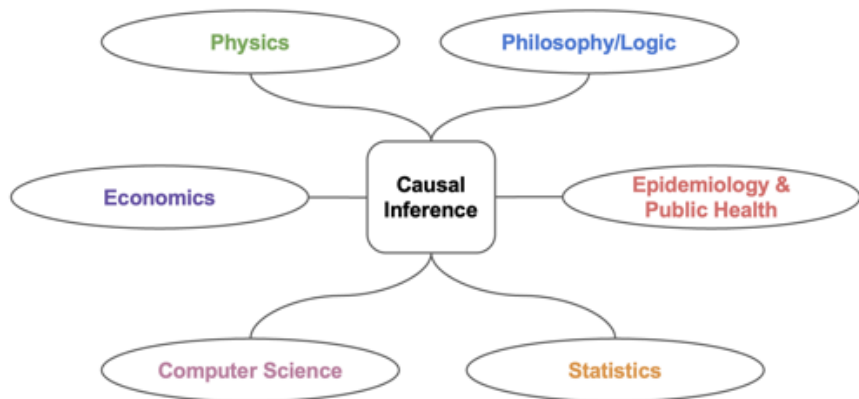 Physics
Philosophy/Logic
Economics
Causal
Inference
Epidemiology &
Public Health
Computer Science
Statistics